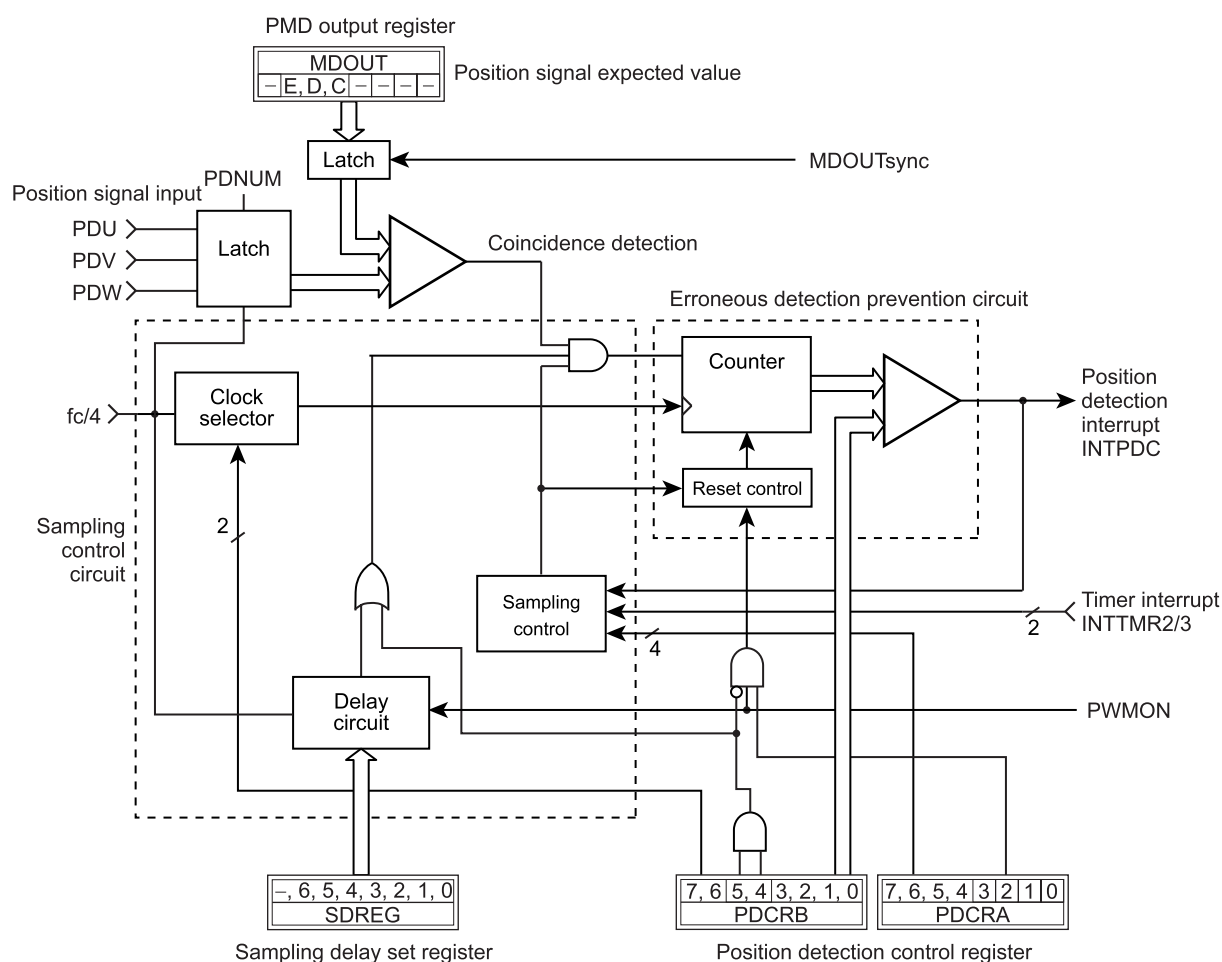 PMD output register
MDOUT
– E, D, C – – – –
Position signal expected value
Latch
MDOUTsync
Position signal input
PDNUM
PDU
PDV
PDW
Latch
Coincidence detection
Erroneous detection prevention circuit
Counter
Clock
selector
fc/4
Position
detection
interrupt
INTPDC
Reset control
2
Sampling
control
circuit
Sampling
control
Timer interrupt
INTTMR2/3
2
4
Delay
circuit
PWMON
–, 6, 5, 4, 3, 2, 1, 0
SDREG
7, 6 5, 4 3, 2, 1, 0
PDCRB
7, 6, 5, 4 3 2 1 0
PDCRA
Sampling delay set register
Position detection control register